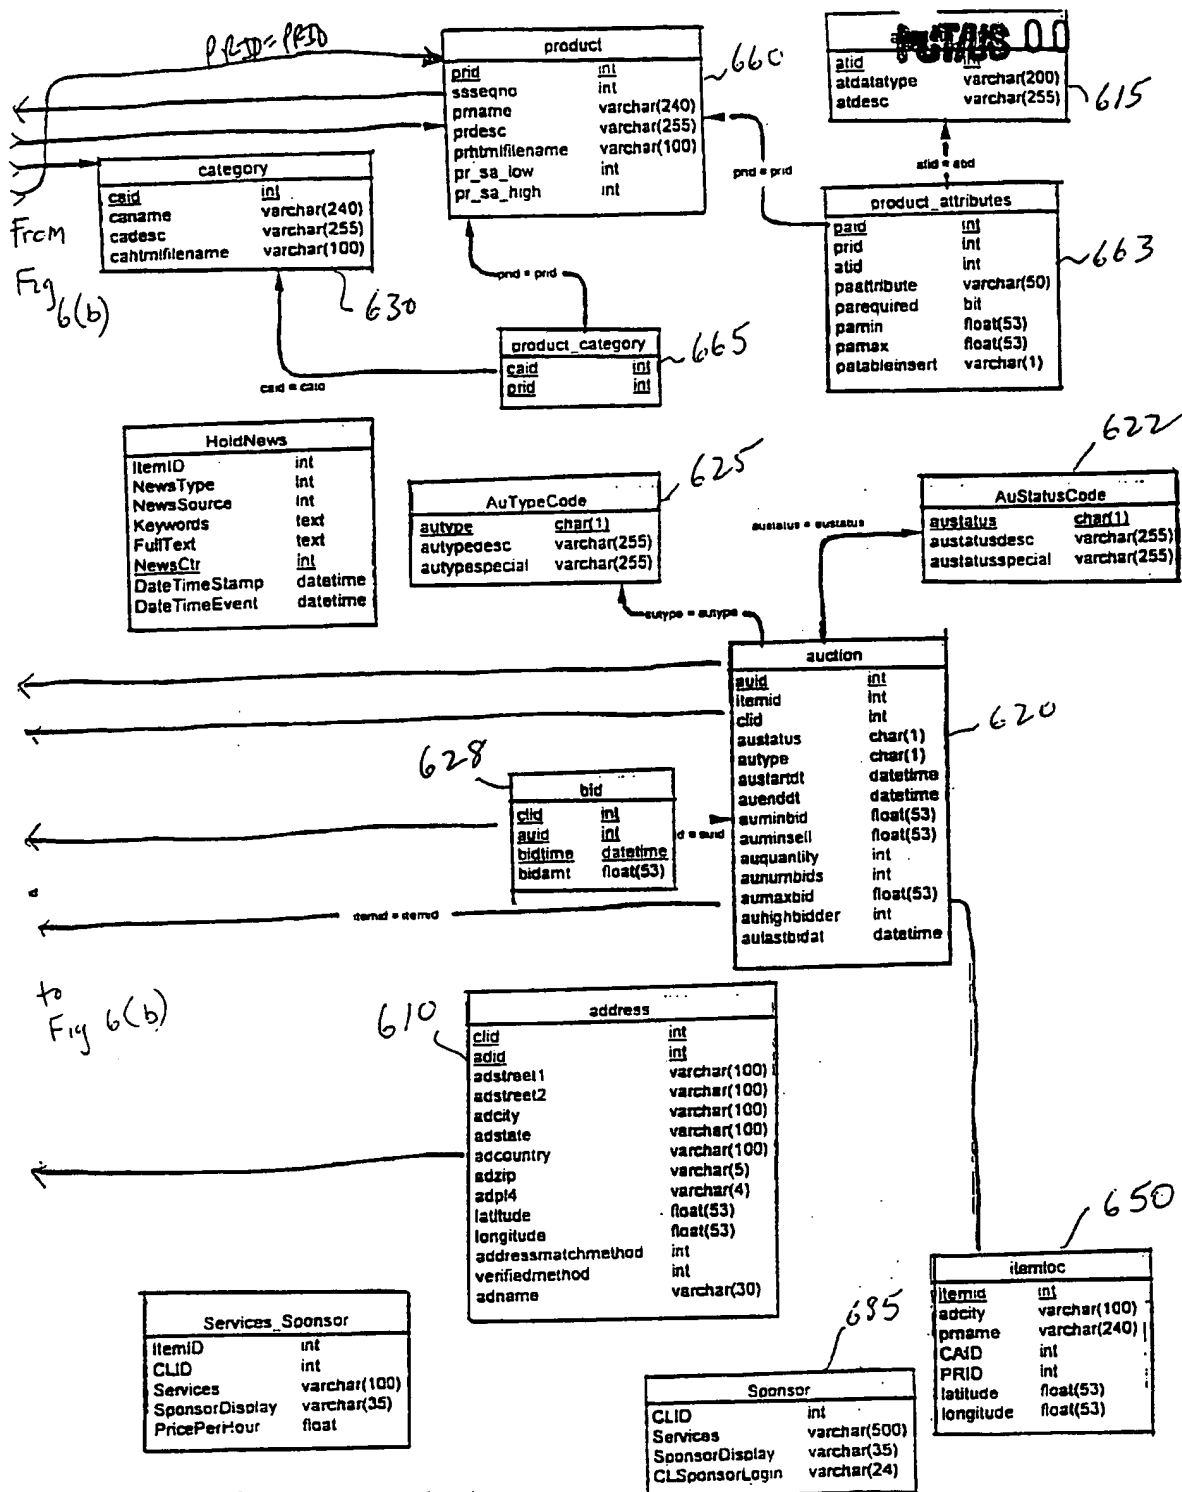 PRID=PRID
product
prid int
ssseqno int
prname varchar(240)
prdesc varchar(255)
prhtmlfilename varchar(100)
pr_sa_low int
pr_sa_high int
660
PCT/US 00
atid int
atdatatype varchar(200)
atdesc varchar(255)
615
category
caid int
caname varchar(240)
cadesc varchar(255)
cahtmlfilename varchar(100)
630
From
Fig
6(b)
prid = prid
atid = atid
product_attributes
paid int
prid int
atid int
paattribute varchar(50)
parequired bit
pamin float(53)
pamax float(53)
patableinsert varchar(1)
663
prid = prid
product_category
caid int
prid int
665
caid = caid
HoldNews
ItemID int
NewsType int
NewsSource int
Keywords text
FullText text
NewsCtr int
DateTimeStamp datetime
DateTimeEvent datetime
625
AuTypeCode
autype char(1)
autypedesc varchar(255)
autypespecial varchar(255)
622
AuStatusCode
austatus char(1)
austatusdesc varchar(255)
austatusspecial varchar(255)
austatus = austatus
autype = autype
auction
auid int
itemid int
clid int
austatus char(1)
autype char(1)
austartdt datetime
auenddt datetime
auminbid float(53)
auminsell float(53)
auquantity int
aunumbids int
aumaxbid float(53)
auhighbidder int
aulastbidat datetime
620
628
bid
clid int
auid int
bidtime datetime
bidamt float(53)
d = auid
itemid = itemid
to
Fig 6(b)
610
address
clid int
adid int
adstreet1 varchar(100)
adstreet2 varchar(100)
adcity varchar(100)
adstate varchar(100)
adcountry varchar(100)
adzip varchar(5)
adpl4 varchar(4)
latitude float(53)
longitude float(53)
addressmatchmethod int
verifiedmethod int
adname varchar(30)
650
itemloc
itemid int
adcity varchar(100)
prname varchar(240)
CAID int
PRID int
latitude float(53)
longitude float(53)
Services_Sponsor
ItemID int
CLID int
Services varchar(100)
SponsorDisplay varchar(35)
PricePerHour float
695
Sponsor
CLID int
Services varchar(500)
SponsorDisplay varchar(35)
CLSponsorLogin varchar(24)